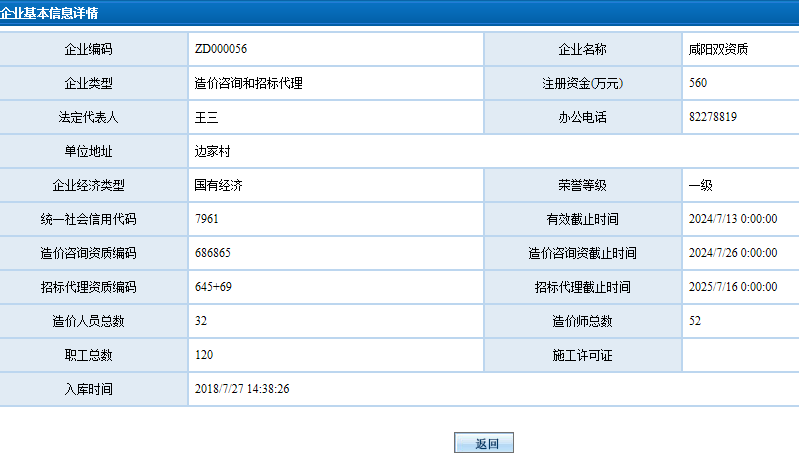 企业基本信息详情
企业编码 ZD000056 企业名称 咸阳双资质
企业类型 造价咨询和招标代理 注册资金(万元) 560
法定代表人 王三 办公电话 82278819
单位地址 边家村
企业经济类型 国有经济 荣誉等级 一级
统一社会信用代码 7961 有效截止时间 2024/7/13 0:00:00
造价咨询资质编码 686865 造价咨询资截止时间 2024/7/26 0:00:00
招标代理资质编码 645+69 招标代理截止时间 2025/7/16 0:00:00
造价人员总数 32 造价师总数 52
职工总数 120 施工许可证
入库时间 2018/7/27 14:38:26
返回